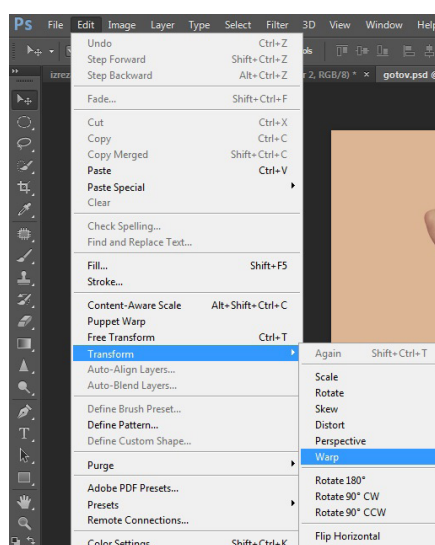 Ps File Edit Image Layer Type Select Filter 3D View Window Help
izrez
r 2, RGB/8) * × gotov.psd @
Undo Ctrl+Z
Step Forward Shift+Ctrl+Z
Step Backward Alt+Ctrl+Z
Fade... Shift+Ctrl+F
Cut Ctrl+X
Copy Ctrl+C
Copy Merged Shift+Ctrl+C
Paste Ctrl+V
Paste Special
Clear
Check Spelling...
Find and Replace Text...
Fill... Shift+F5
Stroke...
Content-Aware Scale Alt+Shift+Ctrl+C
Puppet Warp
Free Transform Ctrl+T
Transform
Auto-Align Layers...
Auto-Blend Layers...
Define Brush Preset...
Define Pattern...
Define Custom Shape...
Purge
Adobe PDF Presets...
Presets
Remote Connections...
Color Settings... Shift+Ctrl+K
Again Shift+Ctrl+T
Scale
Rotate
Skew
Distort
Perspective
Warp
Rotate 180°
Rotate 90° CW
Rotate 90° CCW
Flip Horizontal